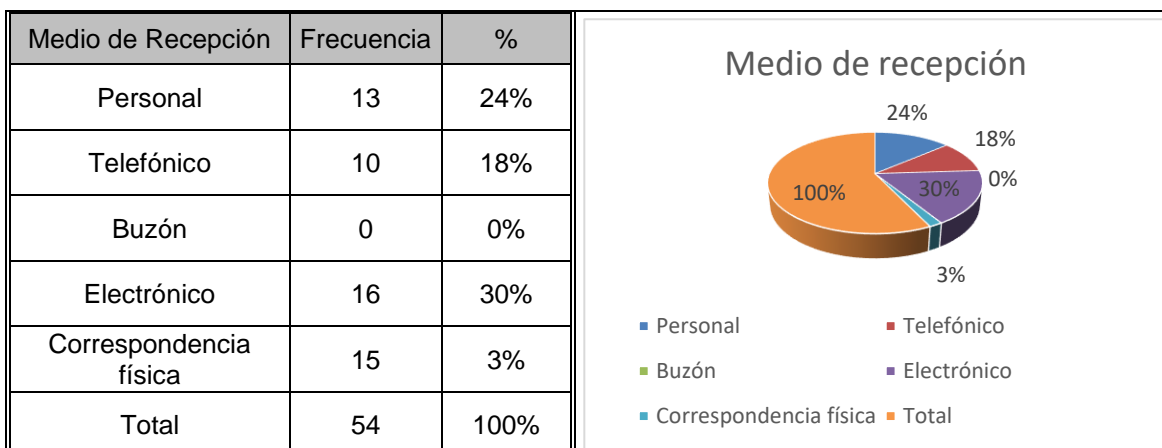 Medio de Recepción Frecuencia %
Personal 13 24%
Telefónico 10 18%
Buzón 0 0%
Electrónico 16 30%
Correspondencia
física 15 3%
Total 54 100%
Medio de recepción
24%
18%
0%
30%
100%
3%
Personal Telefónico
Buzón Electrónico
Correspondencia física Total